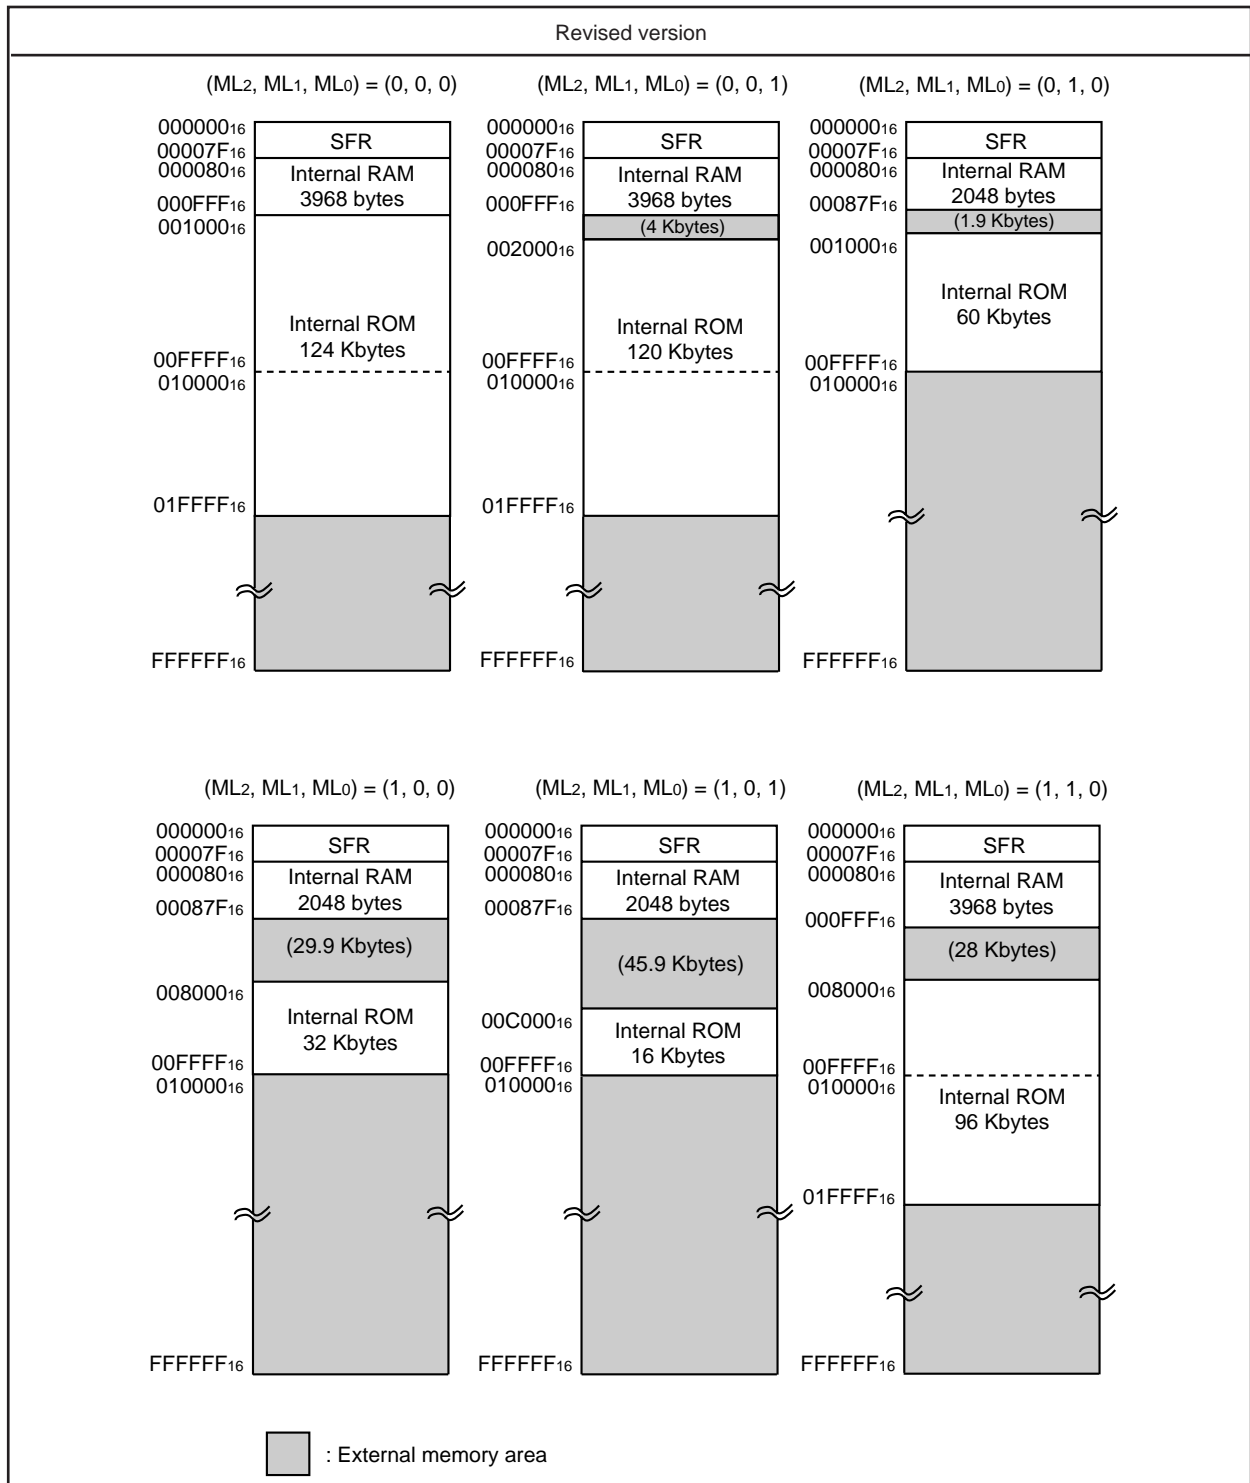 Revised version
(ML2, ML1, ML0) = (0, 0, 0)
00000016
00007F16
00008016
000FFF16
00100016
00FFFF16
01000016
01FFFF16
FFFFFF16
SFR
Internal RAM
3968 bytes
Internal ROM
124 Kbytes
(ML2, ML1, ML0) = (0, 0, 1)
00000016
00007F16
00008016
000FFF16
00200016
00FFFF16
01000016
01FFFF16
FFFFFF16
SFR
Internal RAM
3968 bytes
(4 Kbytes)
Internal ROM
120 Kbytes
(ML2, ML1, ML0) = (0, 1, 0)
00000016
00007F16
00008016
00087F16
00100016
00FFFF16
01000016
FFFFFF16
SFR
Internal RAM
2048 bytes
(1.9 Kbytes)
Internal ROM
60 Kbytes
(ML2, ML1, ML0) = (1, 0, 0)
00000016
00007F16
00008016
00087F16
00800016
00FFFF16
01000016
FFFFFF16
SFR
Internal RAM
2048 bytes
(29.9 Kbytes)
Internal ROM
32 Kbytes
(ML2, ML1, ML0) = (1, 0, 1)
00000016
00007F16
00008016
00087F16
00C00016
00FFFF16
01000016
FFFFFF16
SFR
Internal RAM
2048 bytes
(45.9 Kbytes)
Internal ROM
16 Kbytes
(ML2, ML1, ML0) = (1, 1, 0)
00000016
00007F16
00008016
000FFF16
00800016
00FFFF16
01000016
01FFFF16
FFFFFF16
SFR
Internal RAM
3968 bytes
(28 Kbytes)
Internal ROM
96 Kbytes
: External memory area